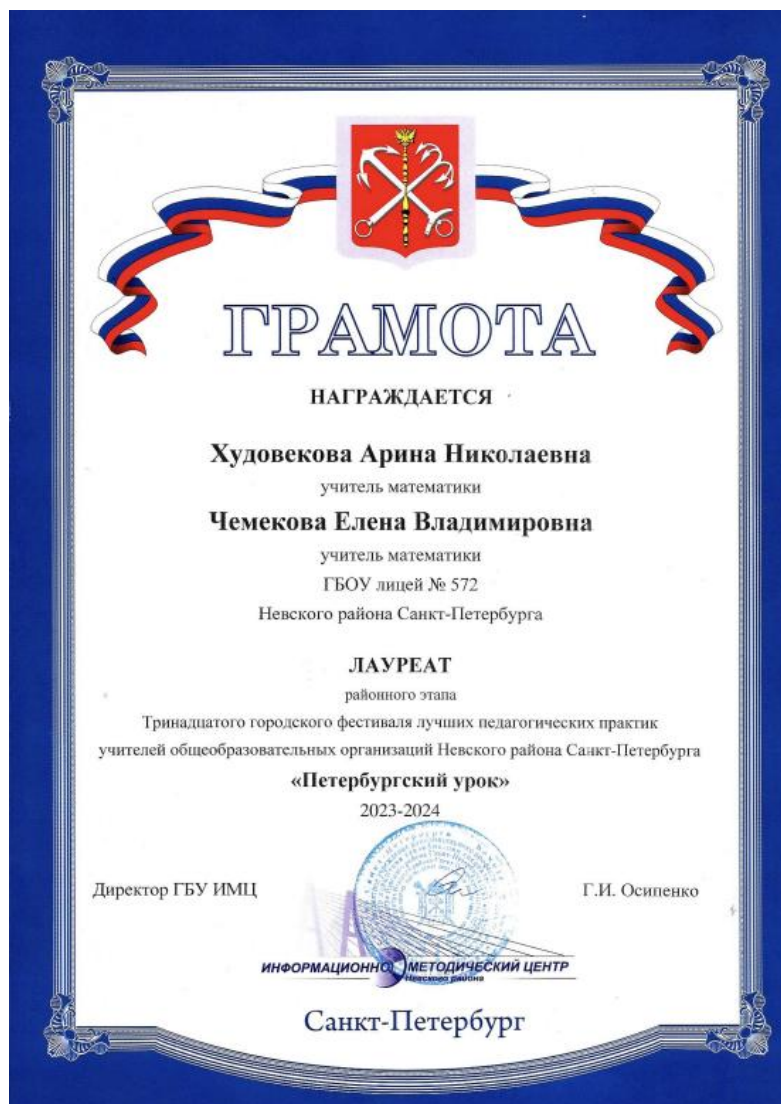 ГРАМОТА
НАГРАЖДАЕТСЯ
Худовекова Арина Николаевна
учитель математики
Чемекова Елена Владимировна
учитель математики
ГБОУ лицей № 572
Невского района Санкт-Петербурга
ЛАУРЕАТ
районного этапа
Тринадцатого городского фестиваля лучших педагогических практик
учителей общеобразовательных организаций Невского района Санкт-Петербурга
«Петербургский урок»
2023-2024
Директор ГБУ ИМЦ
Г.И. Осипенко
ИНФОРМАЦИОННО МЕТОДИЧЕСКИЙ ЦЕНТР
Невского района
Санкт-Петербург